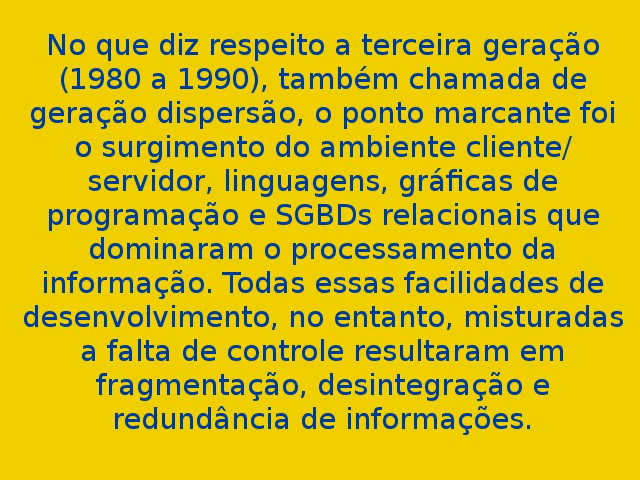 No que diz respeito a terceira geração
(1980 a 1990), também chamada de
geração dispersão, o ponto marcante foi
o surgimento do ambiente cliente/
servidor, linguagens, gráficas de
programação e SGBDs relacionais que
dominaram o processamento da
informação. Todas essas facilidades de
desenvolvimento, no entanto, misturadas
a falta de controle resultaram em
fragmentação, desintegração e
redundância de informações.